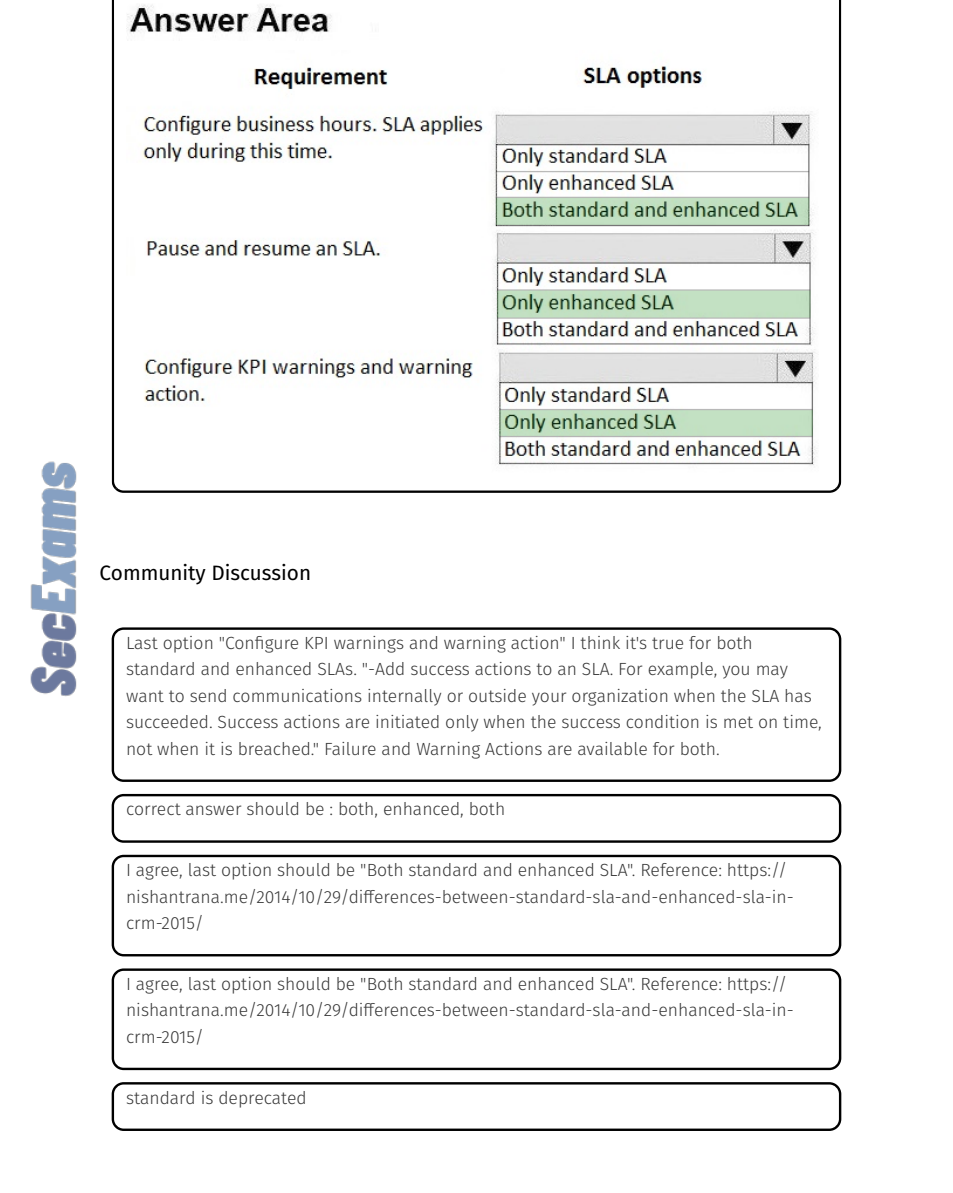 Answer Area
Requirement
SLA options
Configure business hours. SLA applies
only during this time.
Only standard SLA
Only enhanced SLA
Both standard and enhanced SLA
Pause and resume an SLA.
Only standard SLA
Only enhanced SLA
Both standard and enhanced SLA
Configure KPI warnings and warning
action.
Only standard SLA
Only enhanced SLA
Both standard and enhanced SLA
SecExams
Community Discussion
Last option "Configure KPI warnings and warning action" I think it's true for both
standard and enhanced SLAs. "-Add success actions to an SLA. For example, you may
want to send communications internally or outside your organization when the SLA has
succeeded. Success actions are initiated only when the success condition is met on time,
not when it is breached." Failure and Warning Actions are available for both.
correct answer should be : both, enhanced, both
I agree, last option should be "Both standard and enhanced SLA". Reference: https://
nishantrana.me/2014/10/29/differences-between-standard-sla-and-enhanced-sla-in-
crm-2015/
I agree, last option should be "Both standard and enhanced SLA". Reference: https://
nishantrana.me/2014/10/29/differences-between-standard-sla-and-enhanced-sla-in-
crm-2015/
standard is deprecated